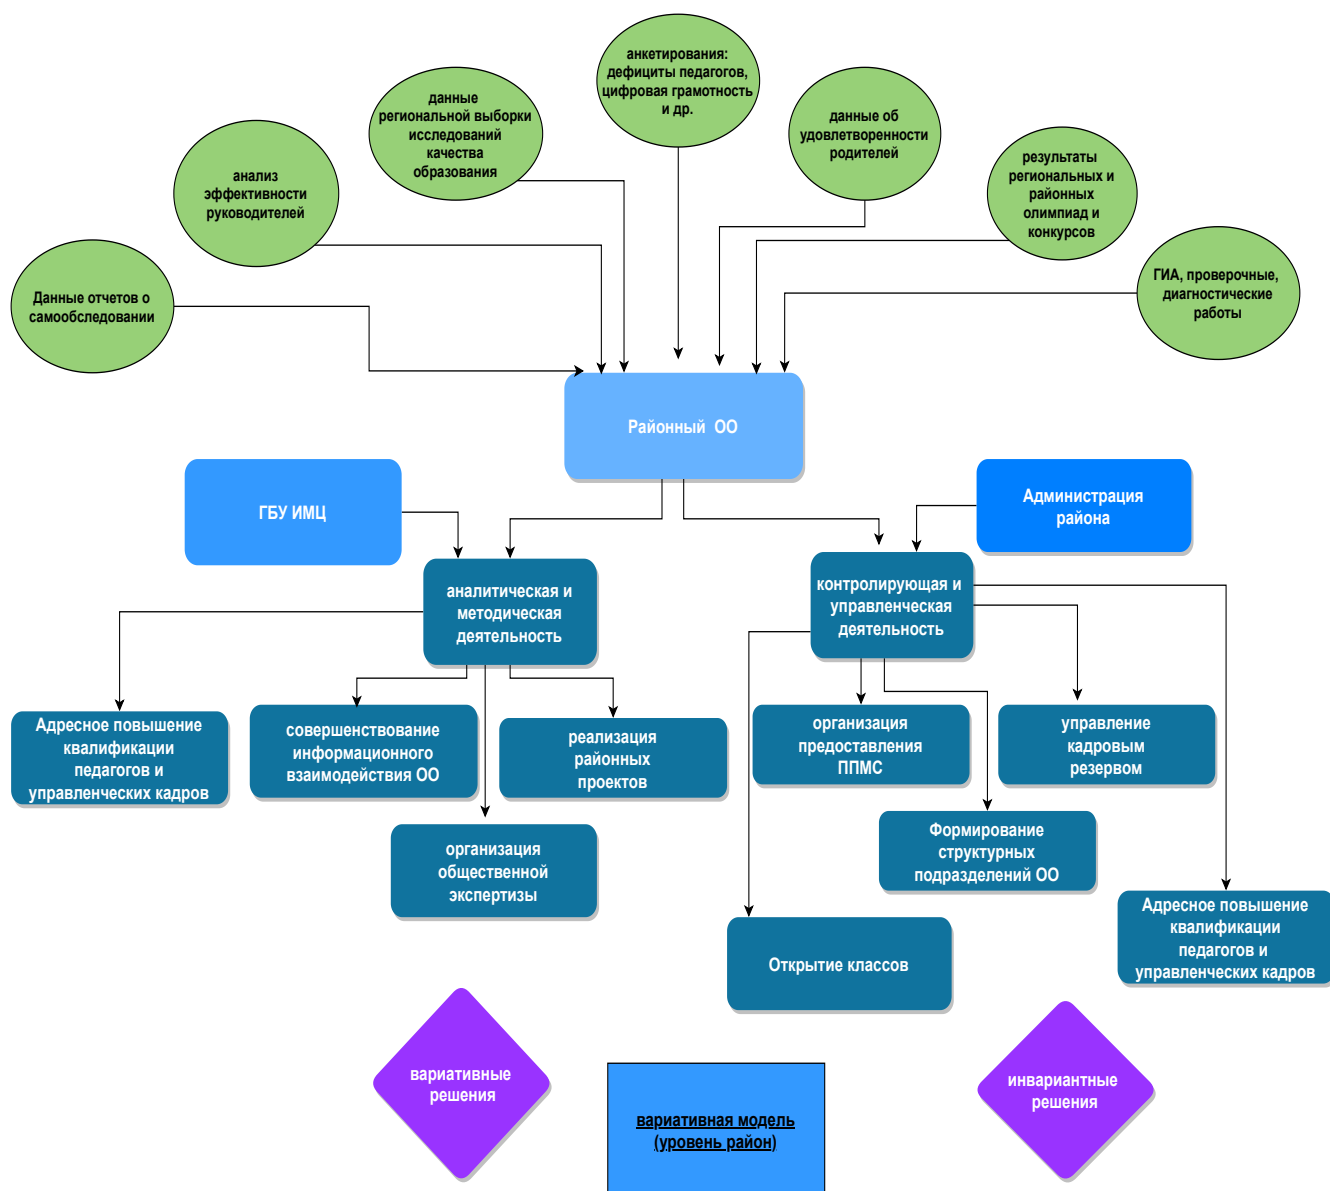 анкетирования:
дефициты педагогов,
цифровая грамотность
и др.
данные
региональной выборки
исследований
качества
образования
данные об
удовлетворенности
родителей
анализ
эффективности
руководителей
результаты
региональных и
районных
олимпиад и
конкурсов
Данные отчетов о
самообследовании
ГИА, проверочные,
диагностические
работы
Районный ОО
ГБУ ИМЦ
Администрация
района
аналитическая и
методическая
деятельность
контролирующая и
управленческая
деятельность
Адресное повышение
квалификации
педагогов и
управленческих кадров
совершенствование
информационного
взаимодействия ОО
реализация
районных
проектов
организация
предоставления
ППМС
управление
кадровым
резервом
организация
общественной
экспертизы
Формирование
структурных
подразделений ОО
Открытие классов
Адресное повышение
квалификации
педагогов и
управленческих кадров
вариативные
решения
вариативная модель
(уровень район)
инвариантные
решения